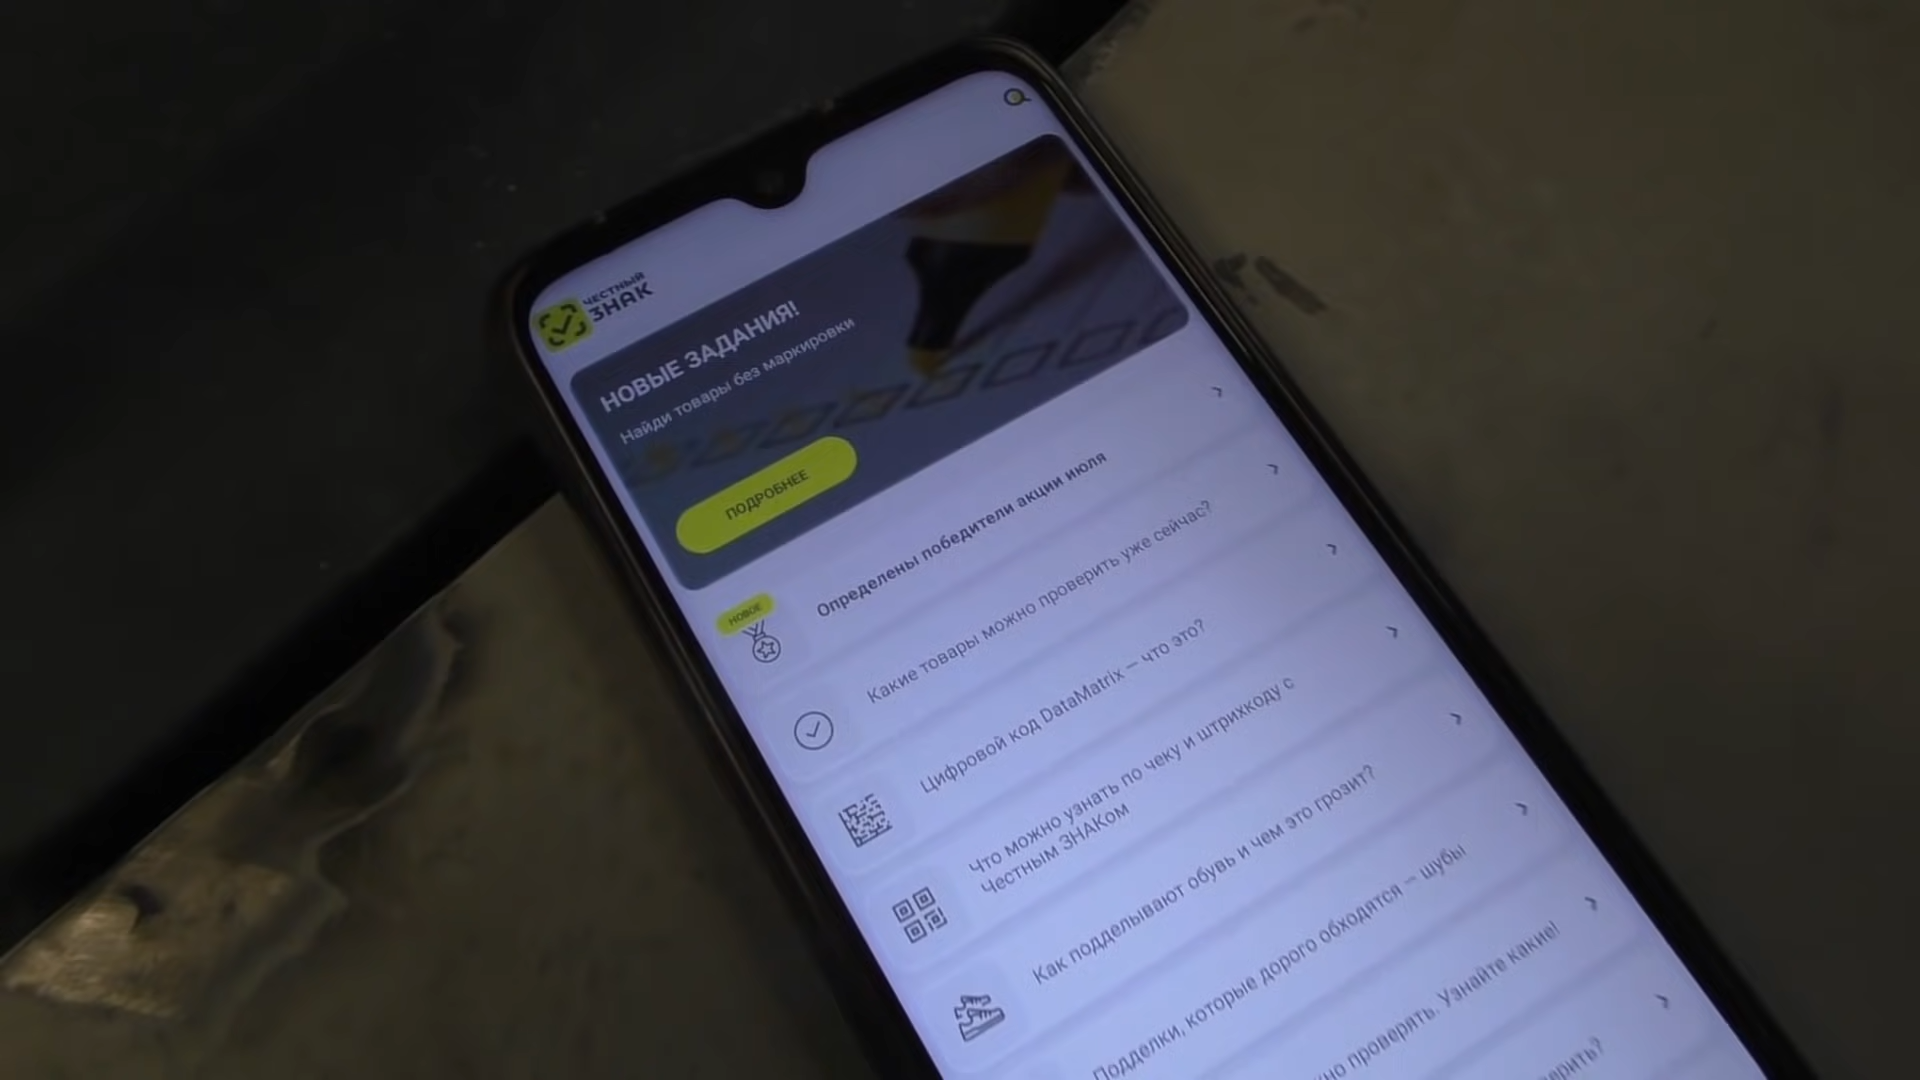 ЧЕСТНЫЙ
ЗНАК
НОВЫЕ ЗАДАНИЯ!
Найди товары без маркировки
ПОДРОБНЕЕ
НОВОЕ
Определены победители акции июля
Какие товары можно проверить уже сейчас?
Цифровой код DataMatrix — что это?
Что можно узнать по чеку и штрихкоду с
Честным ЗНАКом
Как подделывают обувь и чем это грозит?
Подделки, которые дорого обходятся — шубы
проверять. Узнайте какие!